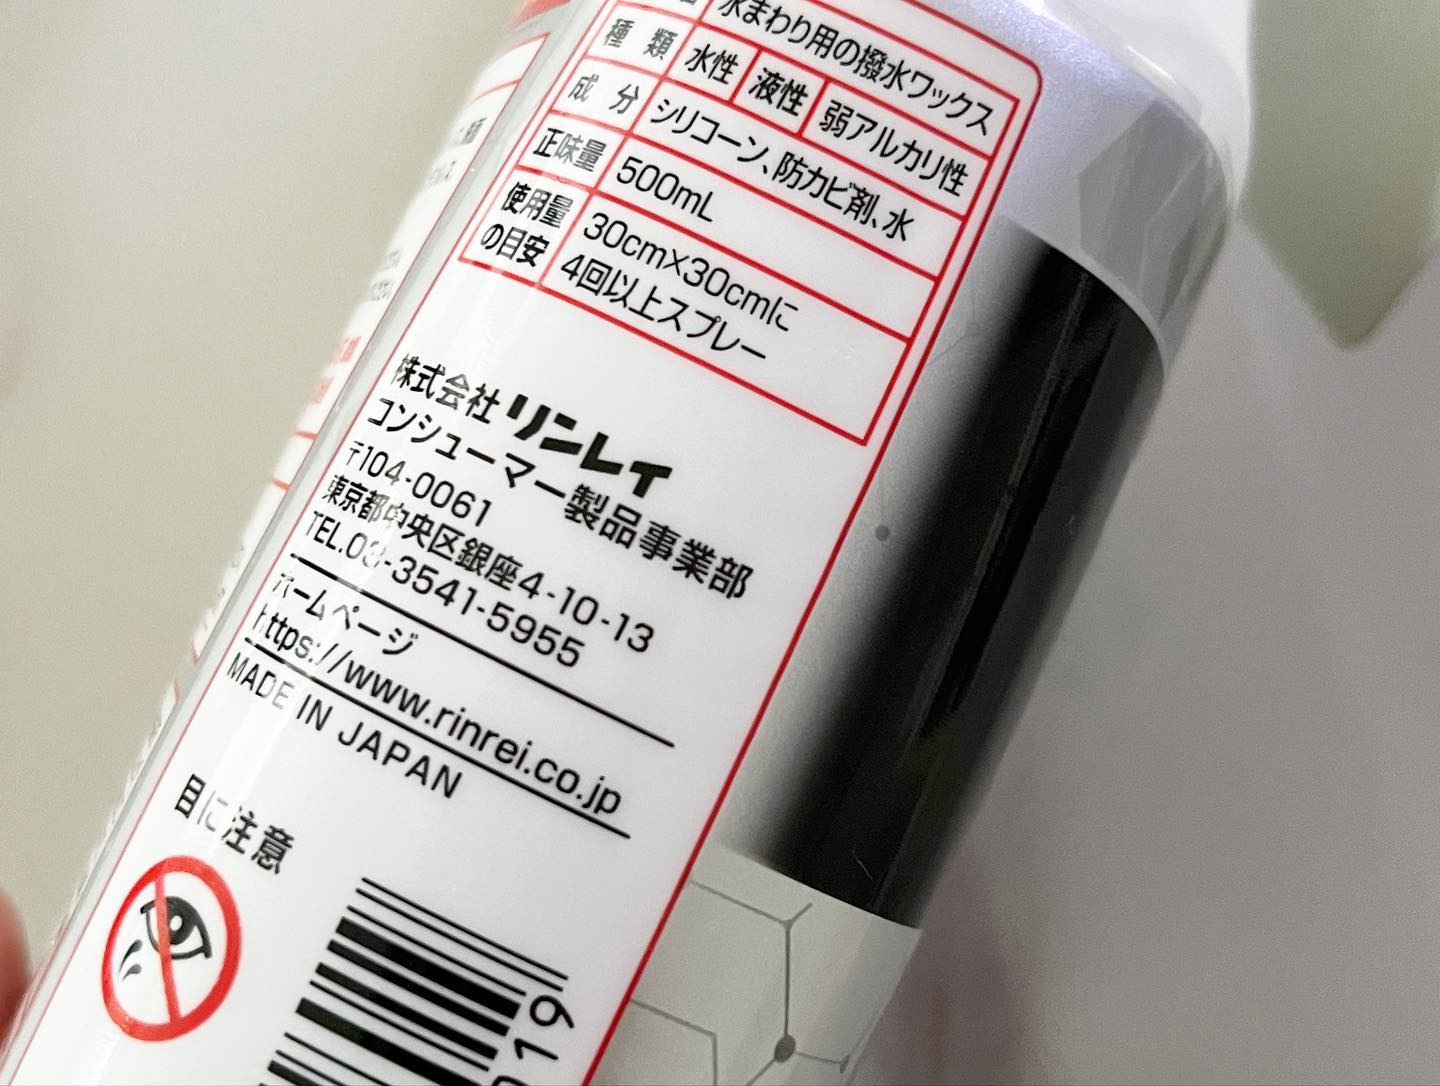 水まわり用の撥水ワックス
種類 水性 液性 弱アルカリ性
成分 シリコーン、防カビ剤、水
正味量 500mL
使用量の目安 30cm×30cmに
4回以上スプレー
株式会社リンレイ
コンシューマー製品事業部
〒104-0061
東京都中央区銀座4-10-13
TEL.03-3541-5955
ホームページ
https://www.rinrei.co.jp
MADE IN JAPAN
目に注意